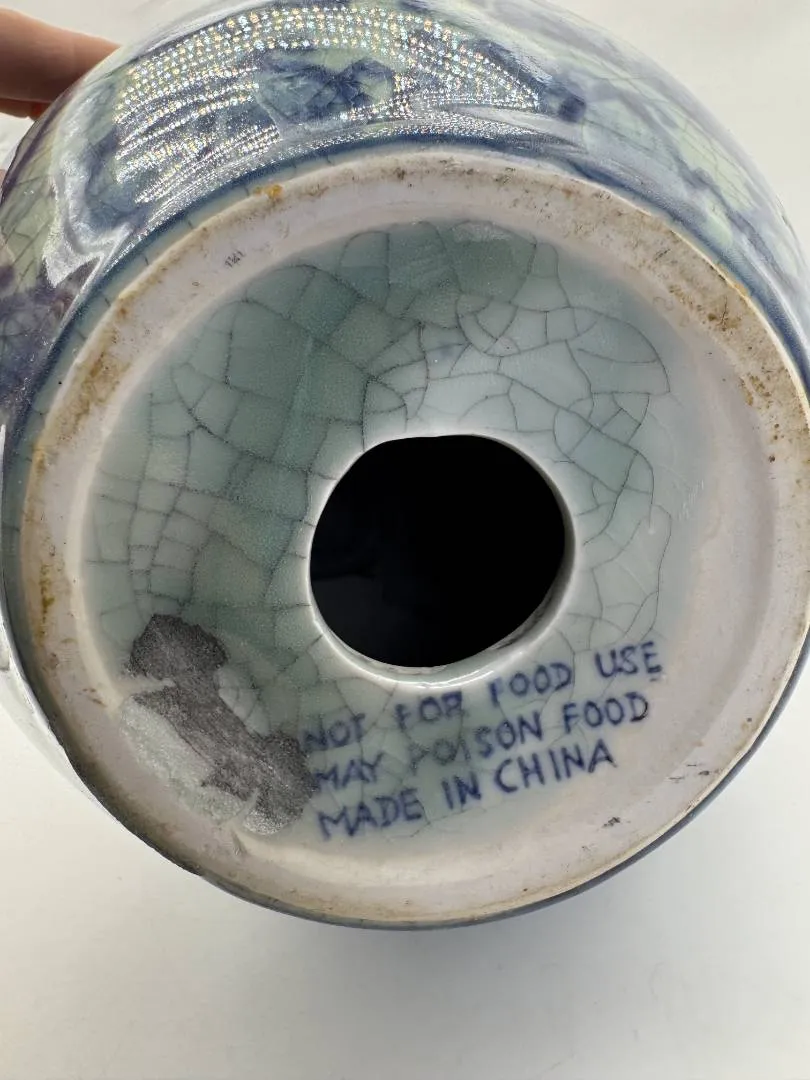 NOT FOR FOOD USE
MAY POISON FOOD
MADE IN CHINA